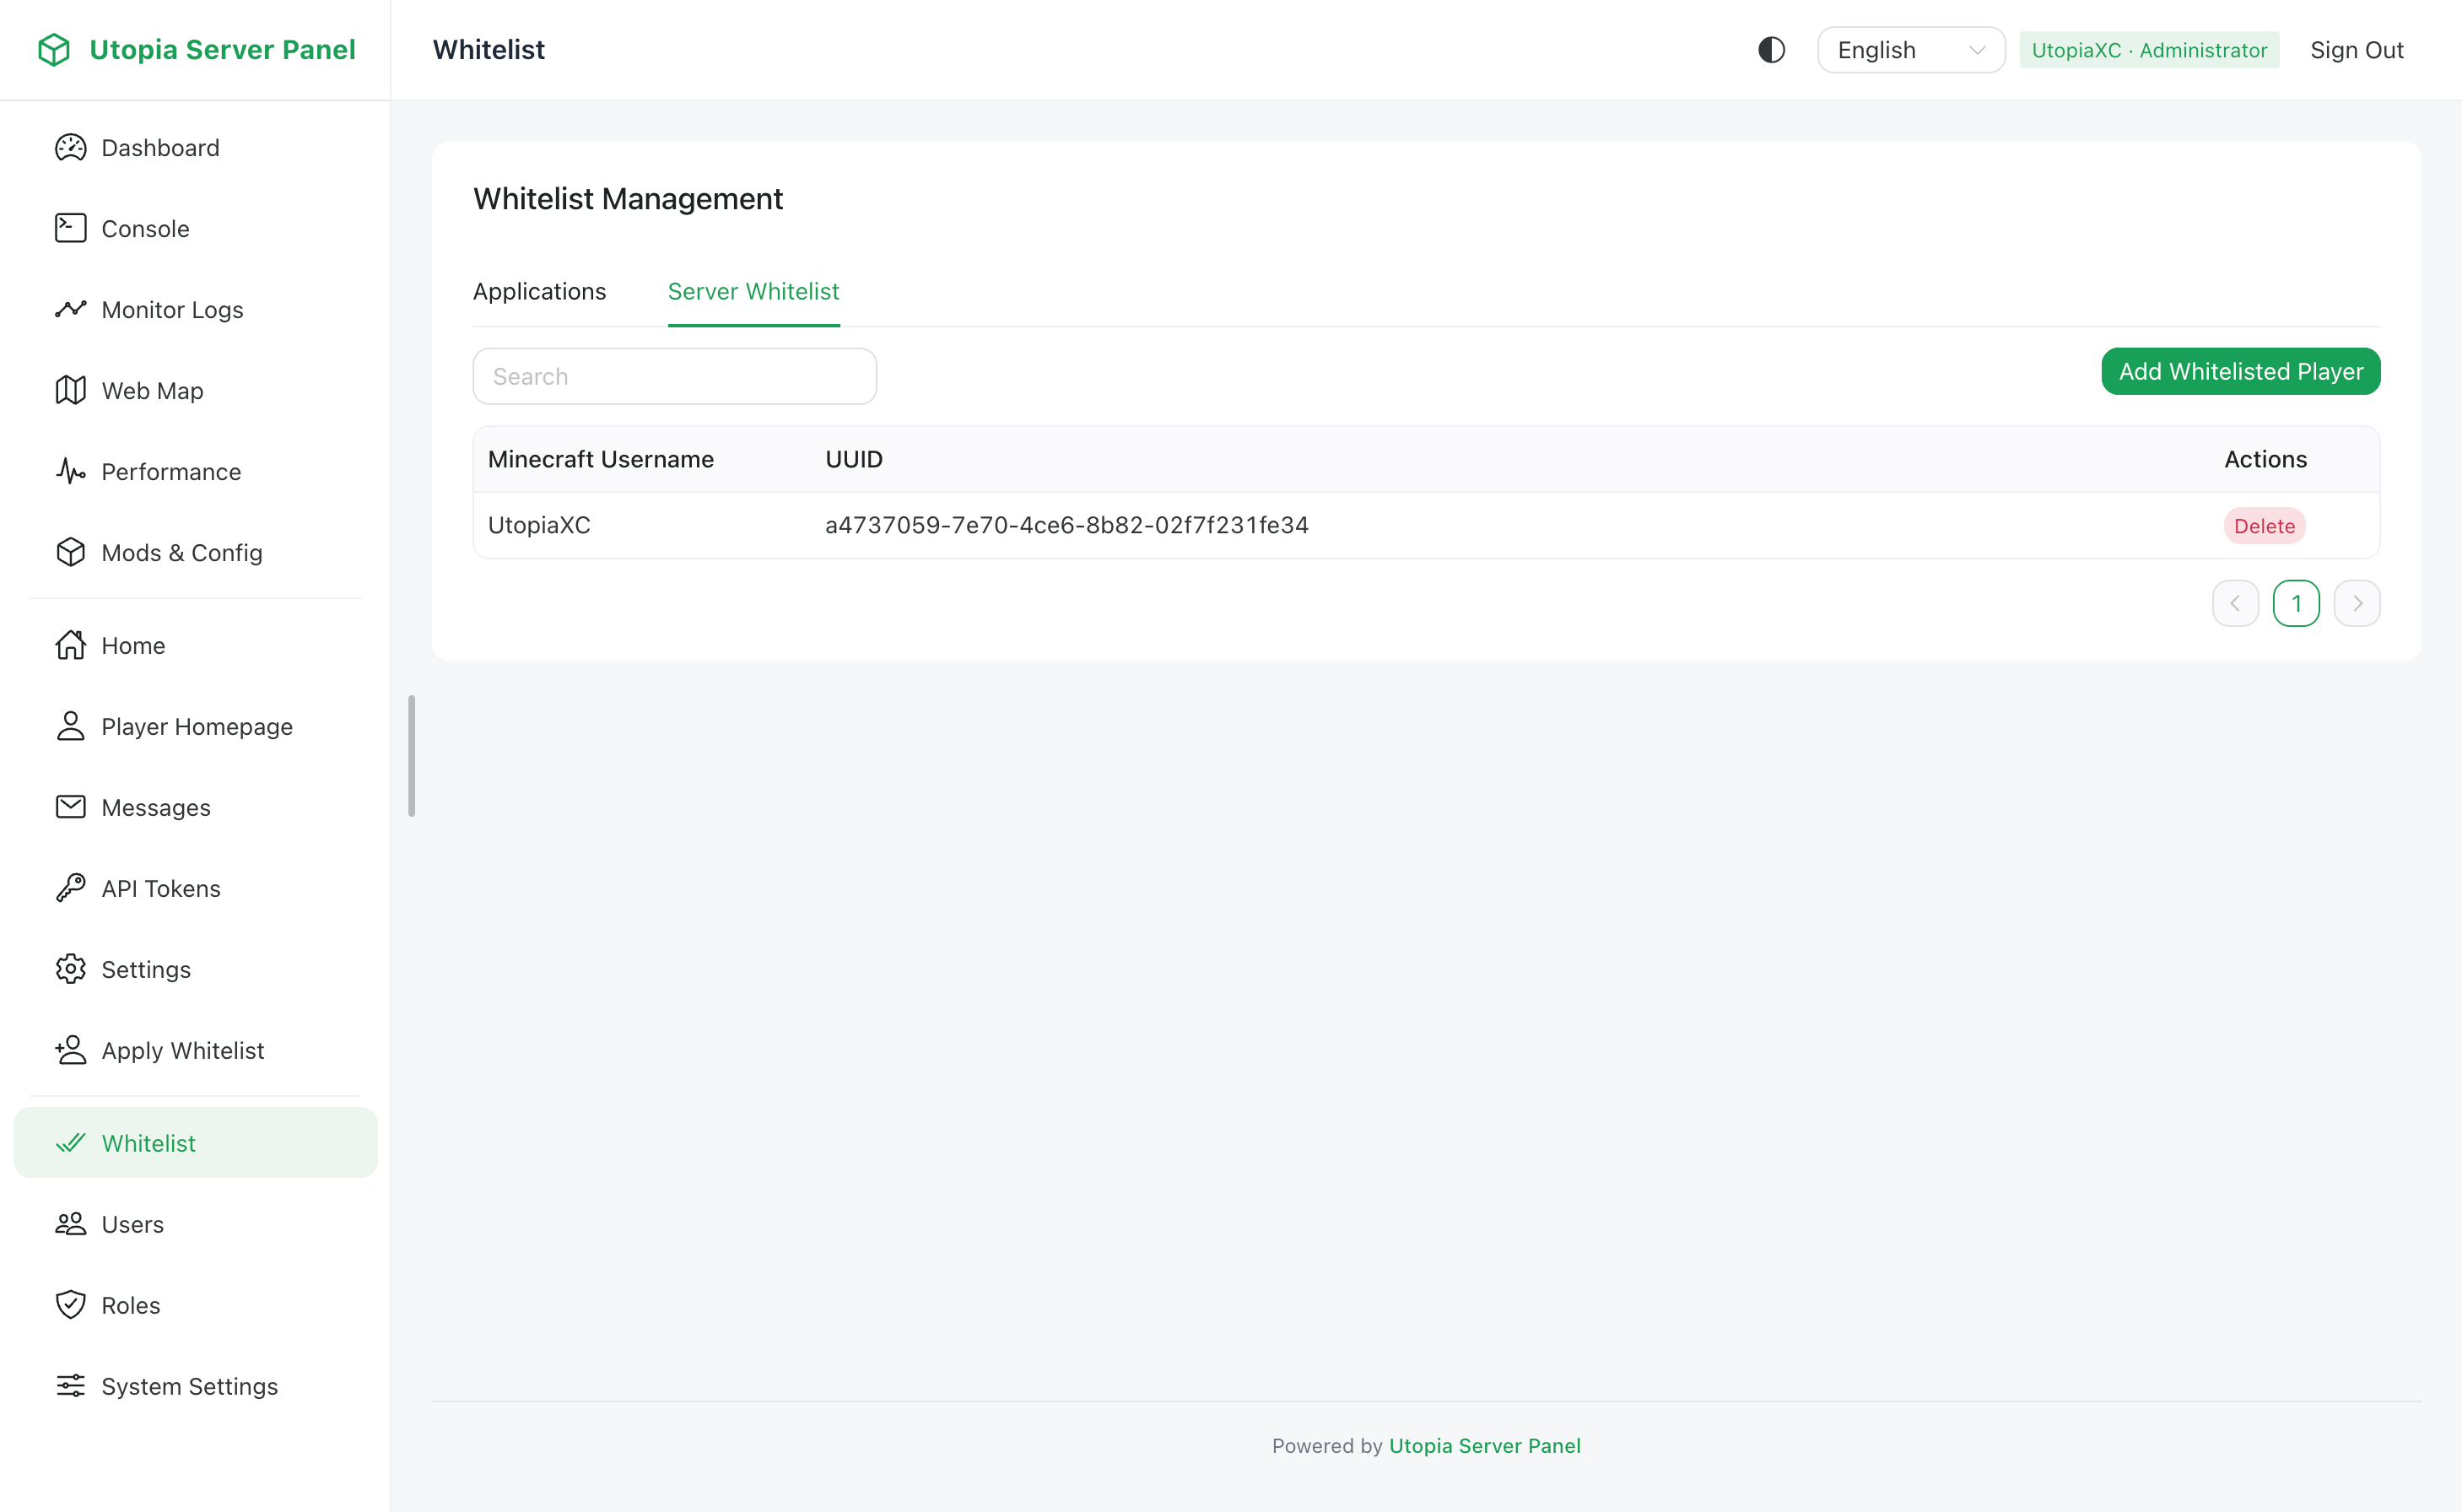 Utopia Server Panel
Whitelist
English
UtopiaXC · Administrator
Sign Out
Dashboard
Console
Monitor Logs
Web Map
Performance
Mods & Config
Home
Player Homepage
Messages
API Tokens
Settings
Apply Whitelist
Whitelist
Users
Roles
System Settings
Whitelist Management
Applications
Server Whitelist
Search
Add Whitelisted Player
Minecraft Username
UUID
Actions
UtopiaXC
a4737059-7e70-4ce6-8b82-02f7f231fe34
Delete
1
Powered by Utopia Server Panel